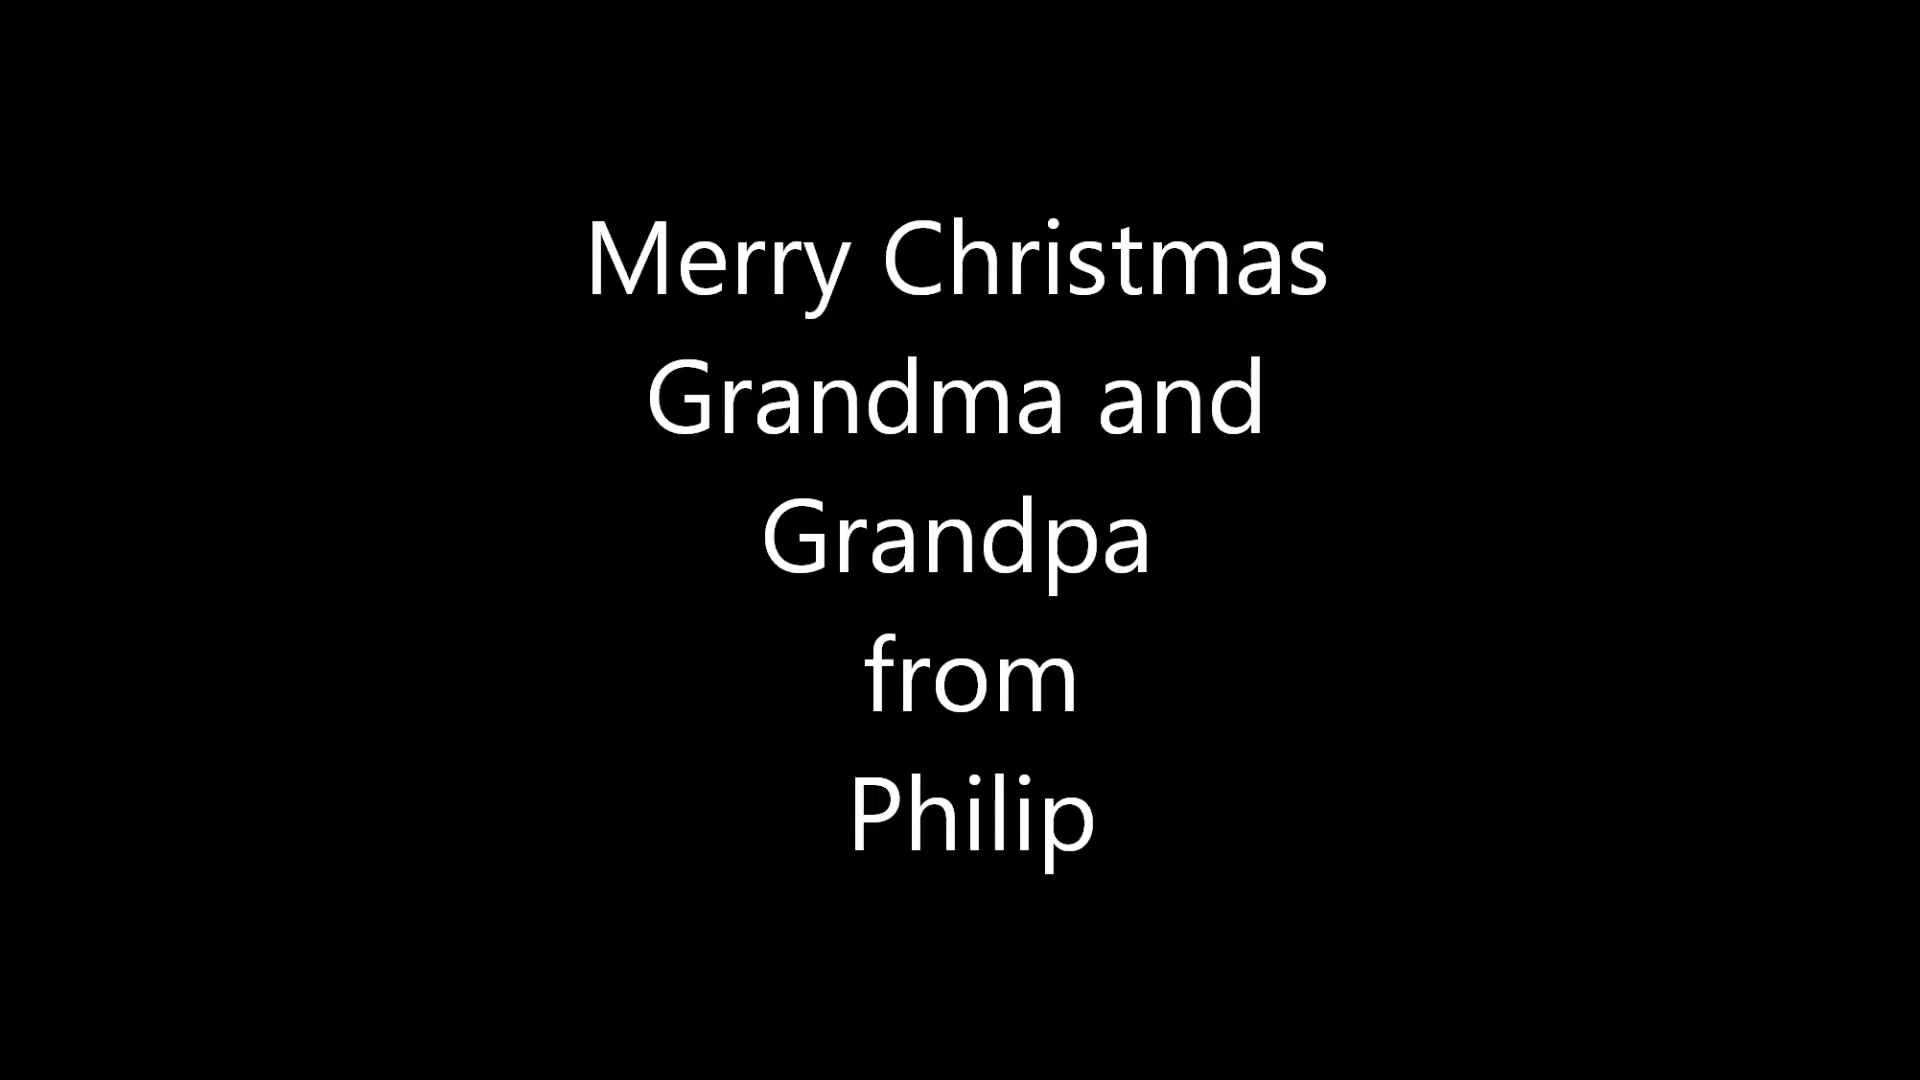 Merry Christmas
Grandma and
Grandpa
from
Philip